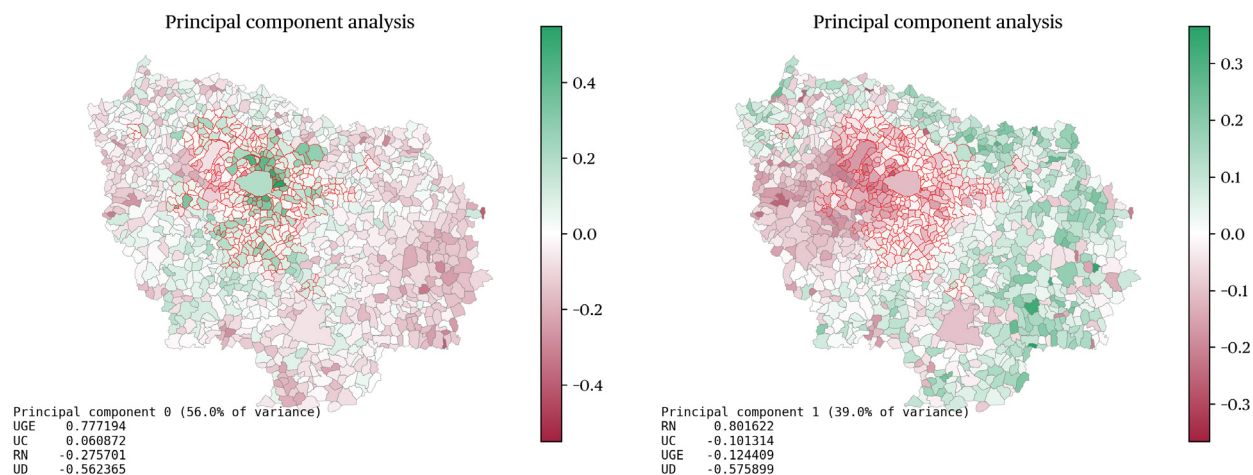 Principal component analysis
0.4
0.2
0.0
−0.2
−0.4
Principal component 0 (56.0% of variance)
UGE 0.777194
UC 0.060872
RN -0.275701
UD -0.562365
Principal component analysis
0.3
0.2
0.1
0.0
−0.1
−0.2
−0.3
Principal component 1 (39.0% of variance)
RN 0.801622
UC -0.101314
UGE -0.124409
UD -0.575899